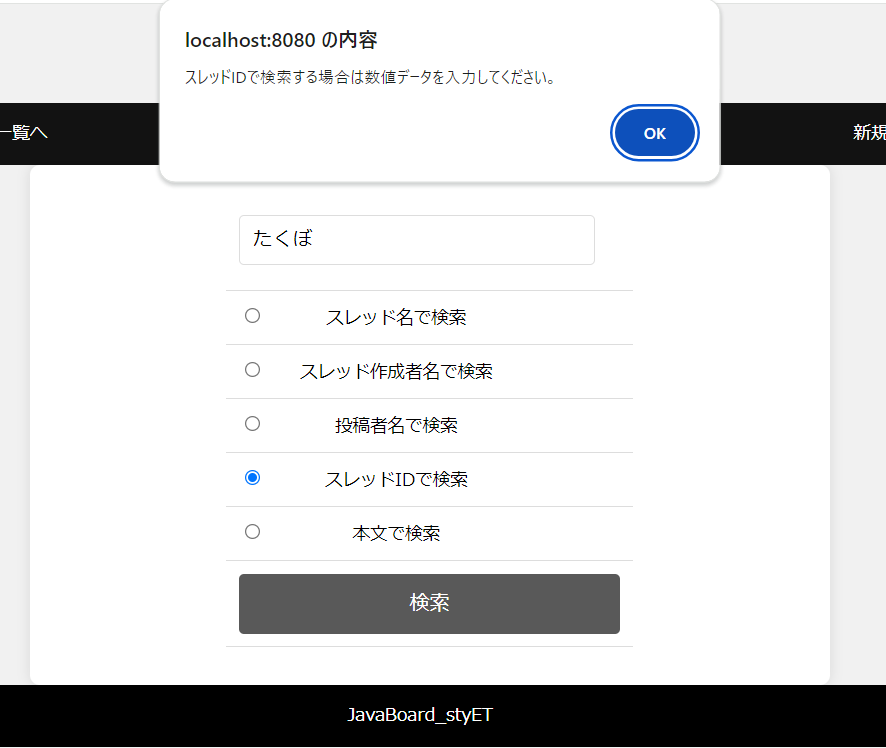 localhost:8080 の内容
スレッドIDで検索する場合は数値データを入力してください。
OK
一覧へ
新規
たくぼ
スレッド名で検索
スレッド作成者名で検索
投稿者名で検索
スレッドIDで検索
本文で検索
検索
JavaBoard_styET